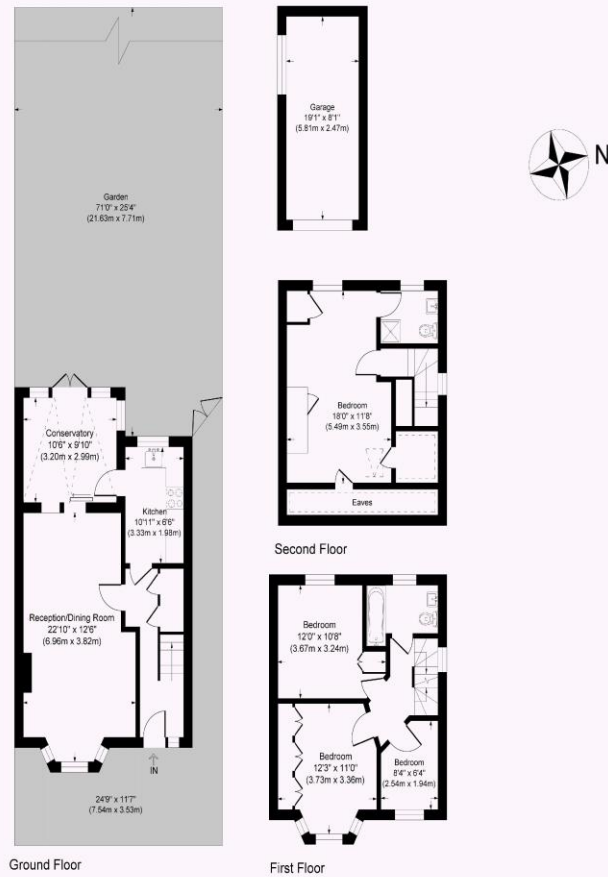 Garden
71'0" x 25'4"
(21.63m x 7.71m)
Garage
19'1" x 8'1"
(5.81m x 2.47m)
N
Conservatory
10'6" x 9'10"
(3.20m x 2.99m)
Kitchen
10'11" x 6'6"
(3.33m x 1.98m)
Reception/Dining Room
22'10" x 12'6"
(6.96m x 3.82m)
IN
24'9" x 11'7"
(7.54m x 3.53m)
Ground Floor
Bedroom
18'0" x 11'8"
(5.49m x 3.55m)
Eaves
Second Floor
Bedroom
12'0" x 10'8"
(3.67m x 3.24m)
Bedroom
12'3" x 11'0"
(3.73m x 3.36m)
Bedroom
8'4" x 6'4"
(2.54m x 1.94m)
First Floor